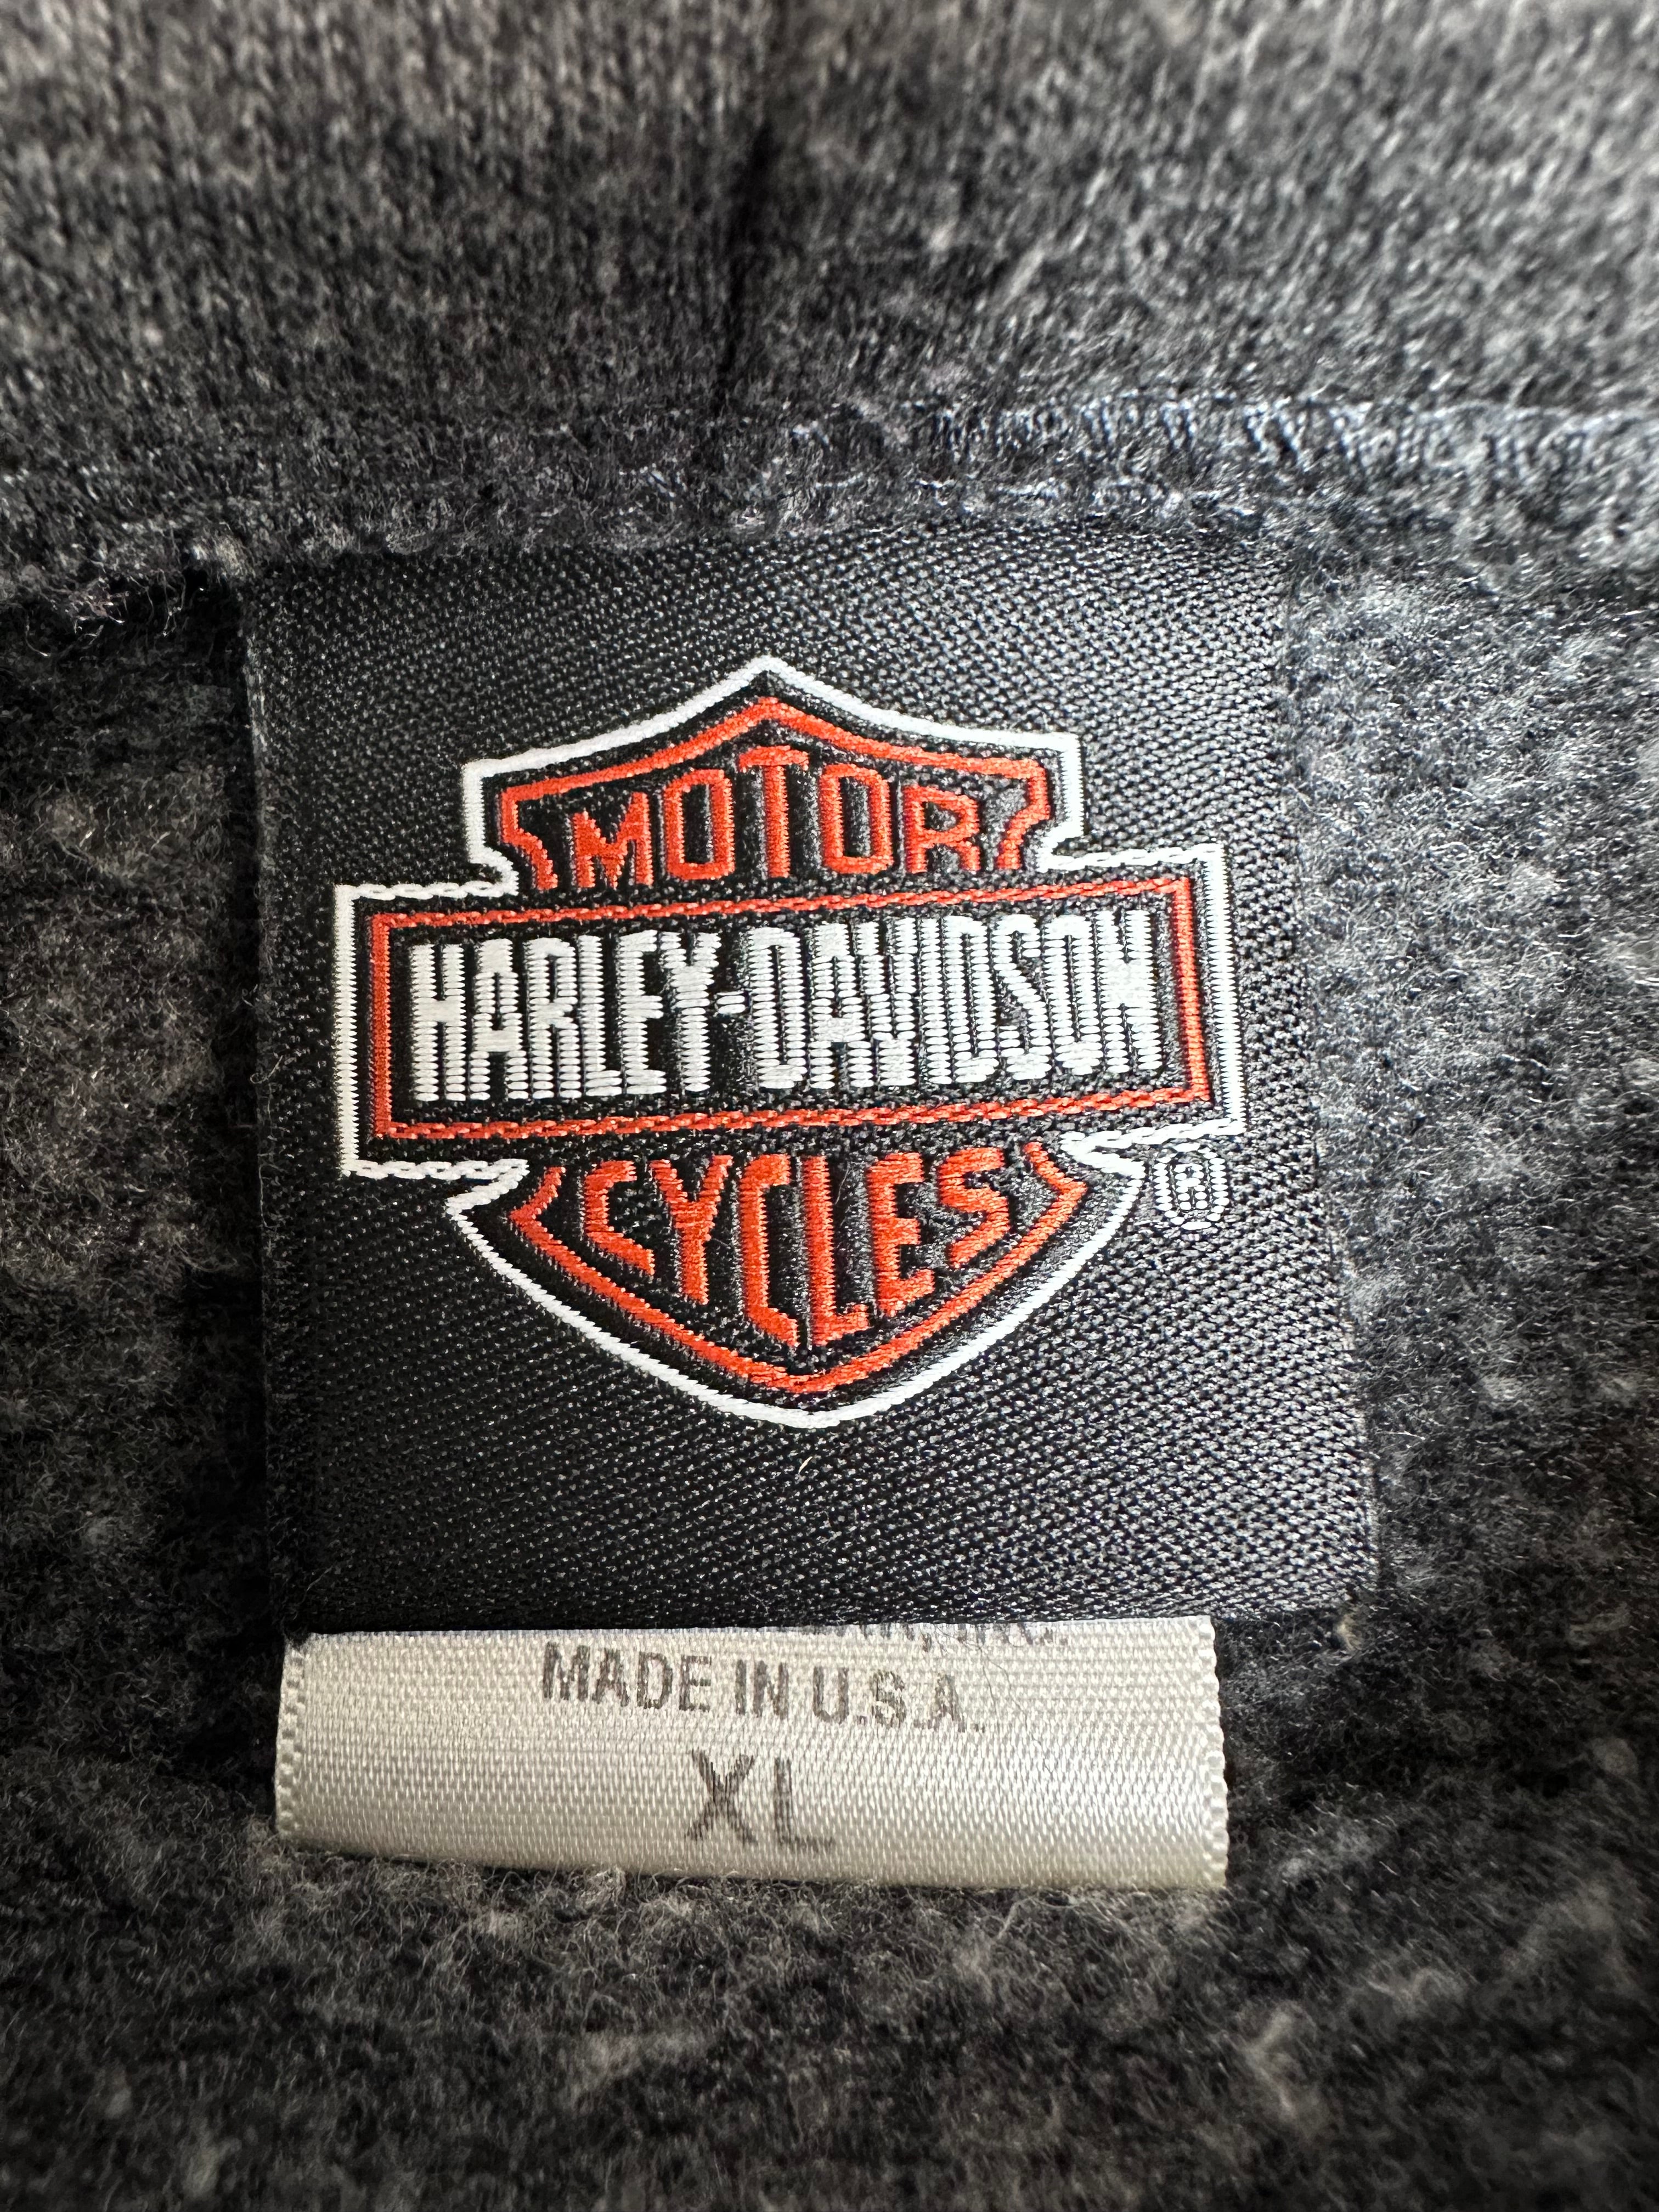 MOTOR
HARLEY-DAVIDSON
CYCLES
®
MADE IN U.S.A.
XL